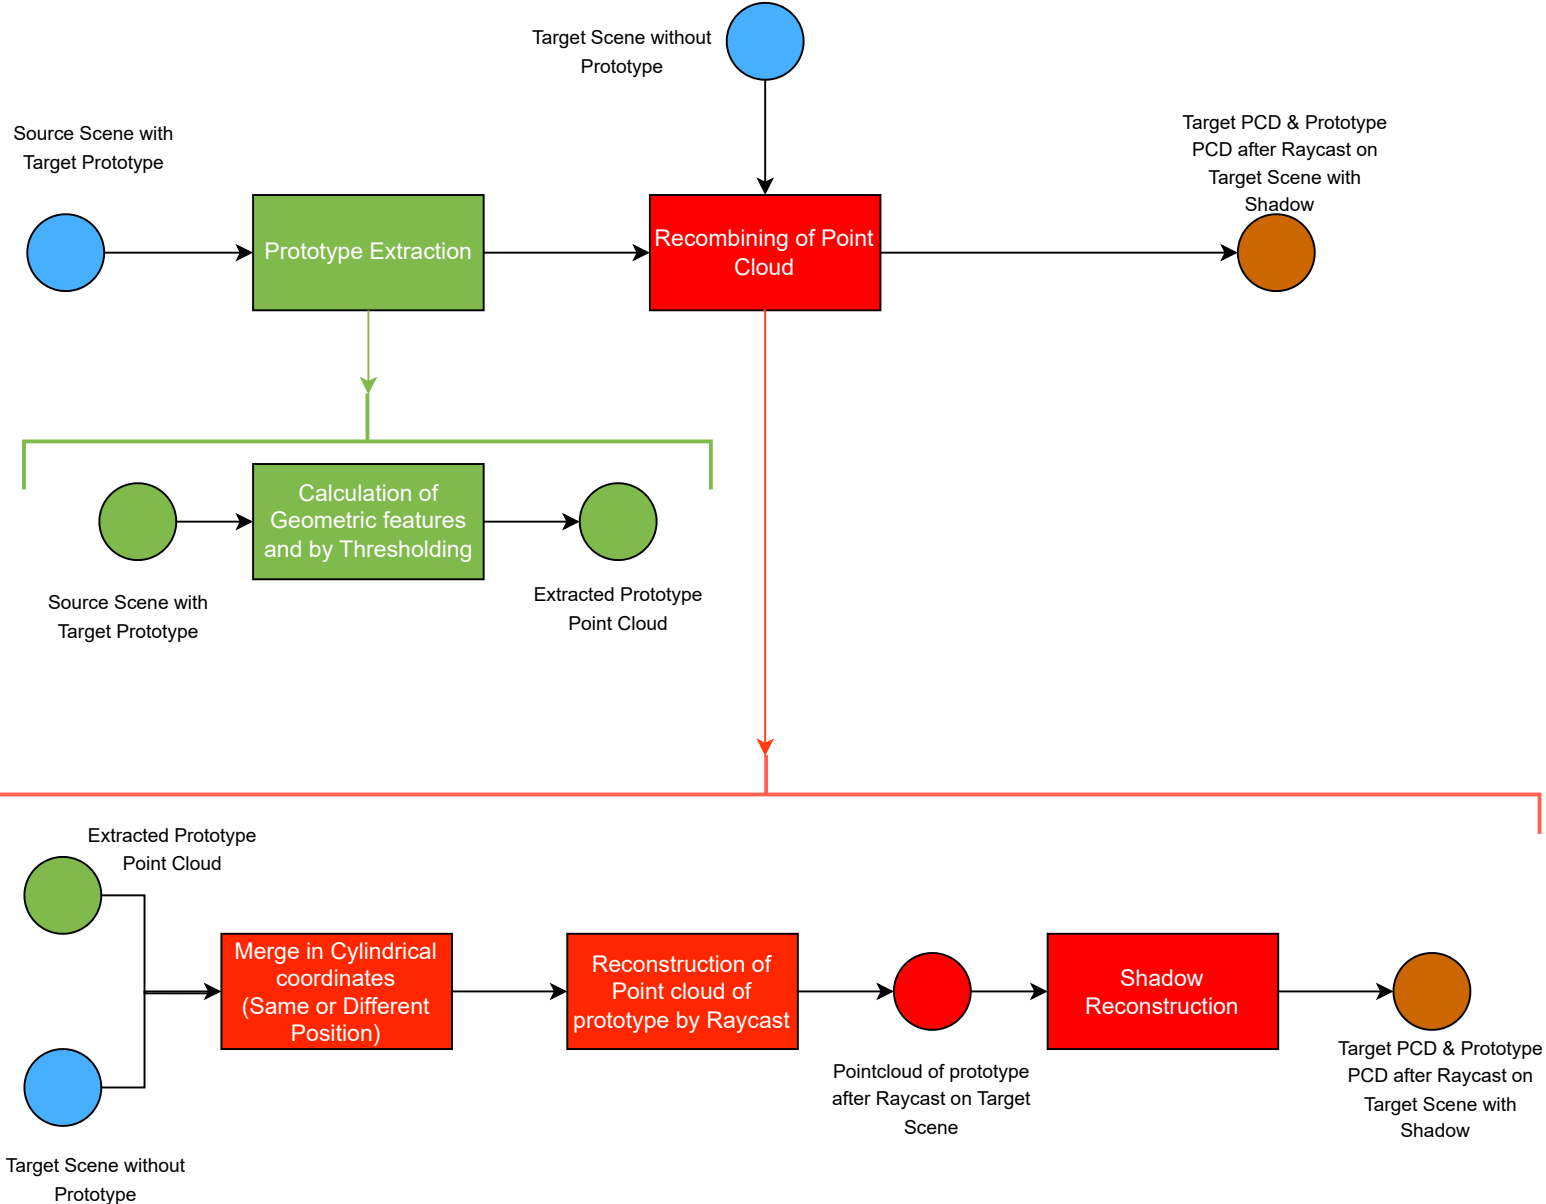 Target Scene without
Prototype
Source Scene with
Target Prototype
Target PCD & Prototype
PCD after Raycast on
Target Scene with
Shadow
Prototype Extraction
Recombining of Point
Cloud
Calculation of
Geometric features
and by Thresholding
Source Scene with
Target Prototype
Extracted Prototype
Point Cloud
Extracted Prototype
Point Cloud
Merge in Cylindrical
coordinates
(Same or Different
Position)
Reconstruction of
Point cloud of
prototype by Raycast
Shadow
Reconstruction
Pointcloud of prototype
after Raycast on Target
Scene
Target PCD & Prototype
PCD after Raycast on
Target Scene with
Shadow
Target Scene without
Prototype